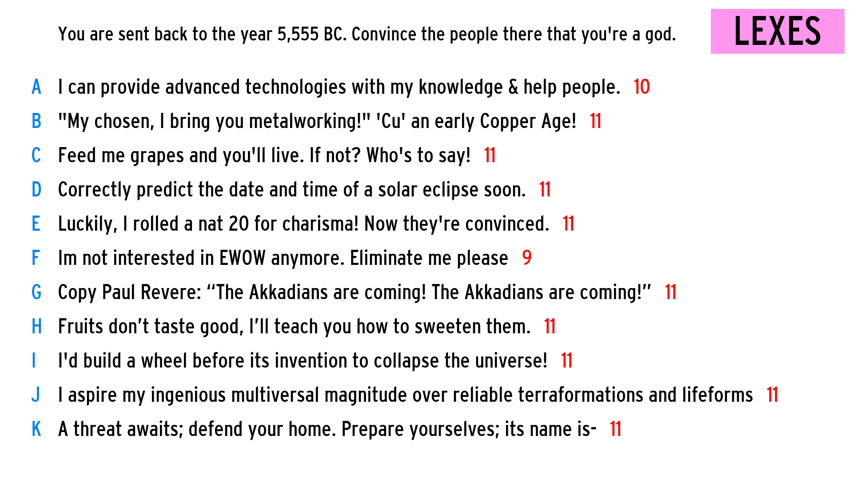 You are sent back to the year 5,555 BC. Convince the people there that you're a god.
LEXES
A I can provide advanced technologies with my knowledge & help people. 10
B "My chosen, I bring you metalworking!" 'Cu' an early Copper Age! 11
C Feed me grapes and you'll live. If not? Who's to say! 11
D Correctly predict the date and time of a solar eclipse soon. 11
E Luckily, I rolled a nat 20 for charisma! Now they're convinced. 11
F Im not interested in EWOW anymore. Eliminate me please 9
G Copy Paul Revere: “The Akkadians are coming! The Akkadians are coming!” 11
H Fruits don’t taste good, I’ll teach you how to sweeten them. 11
I I'd build a wheel before its invention to collapse the universe! 11
J I aspire my ingenious multiversal magnitude over reliable terraformations and lifeforms 11
K A threat awaits; defend your home. Prepare yourselves; its name is- 11